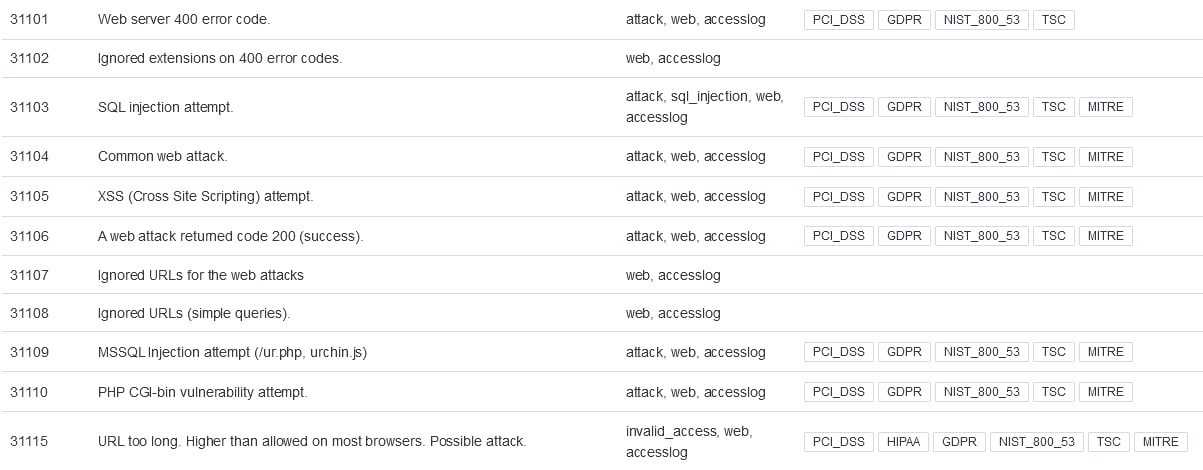 31101 Web server 400 error code. attack, web, accesslog PCI_DSS GDPR NIST_800_53 TSC
31102 Ignored extensions on 400 error codes. web, accesslog
31103 SQL injection attempt. attack, sql_injection, web, accesslog PCI_DSS GDPR NIST_800_53 TSC MITRE
31104 Common web attack. attack, web, accesslog PCI_DSS GDPR NIST_800_53 TSC MITRE
31105 XSS (Cross Site Scripting) attempt. attack, web, accesslog PCI_DSS GDPR NIST_800_53 TSC MITRE
31106 A web attack returned code 200 (success). attack, web, accesslog PCI_DSS GDPR NIST_800_53 TSC MITRE
31107 Ignored URLs for the web attacks web, accesslog
31108 Ignored URLs (simple queries). web, accesslog
31109 MSSQL Injection attempt (/ur.php, urchin.js) attack, web, accesslog PCI_DSS GDPR NIST_800_53 TSC MITRE
31110 PHP CGI-bin vulnerability attempt. attack, web, accesslog PCI_DSS GDPR NIST_800_53 TSC MITRE
31115 URL too long. Higher than allowed on most browsers. Possible attack. invalid_access, web, accesslog PCI_DSS HIPAA GDPR NIST_800_53 TSC MITRE